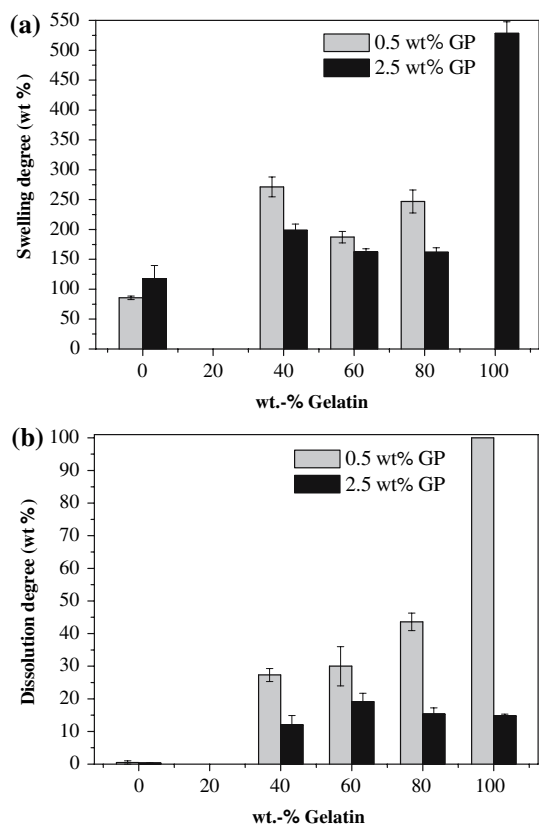 (a)
550
500
450
400
350
300
250
200
150
100
50
0
Swelling degree (wt %)
0.5 wt% GP
2.5 wt% GP
0 20 40 60 80 100
wt.-% Gelatin
(b)
100
90
80
70
60
50
40
30
20
10
0
Dissolution degree (wt %)
0.5 wt% GP
2.5 wt% GP
0 20 40 60 80 100
wt.-% Gelatin